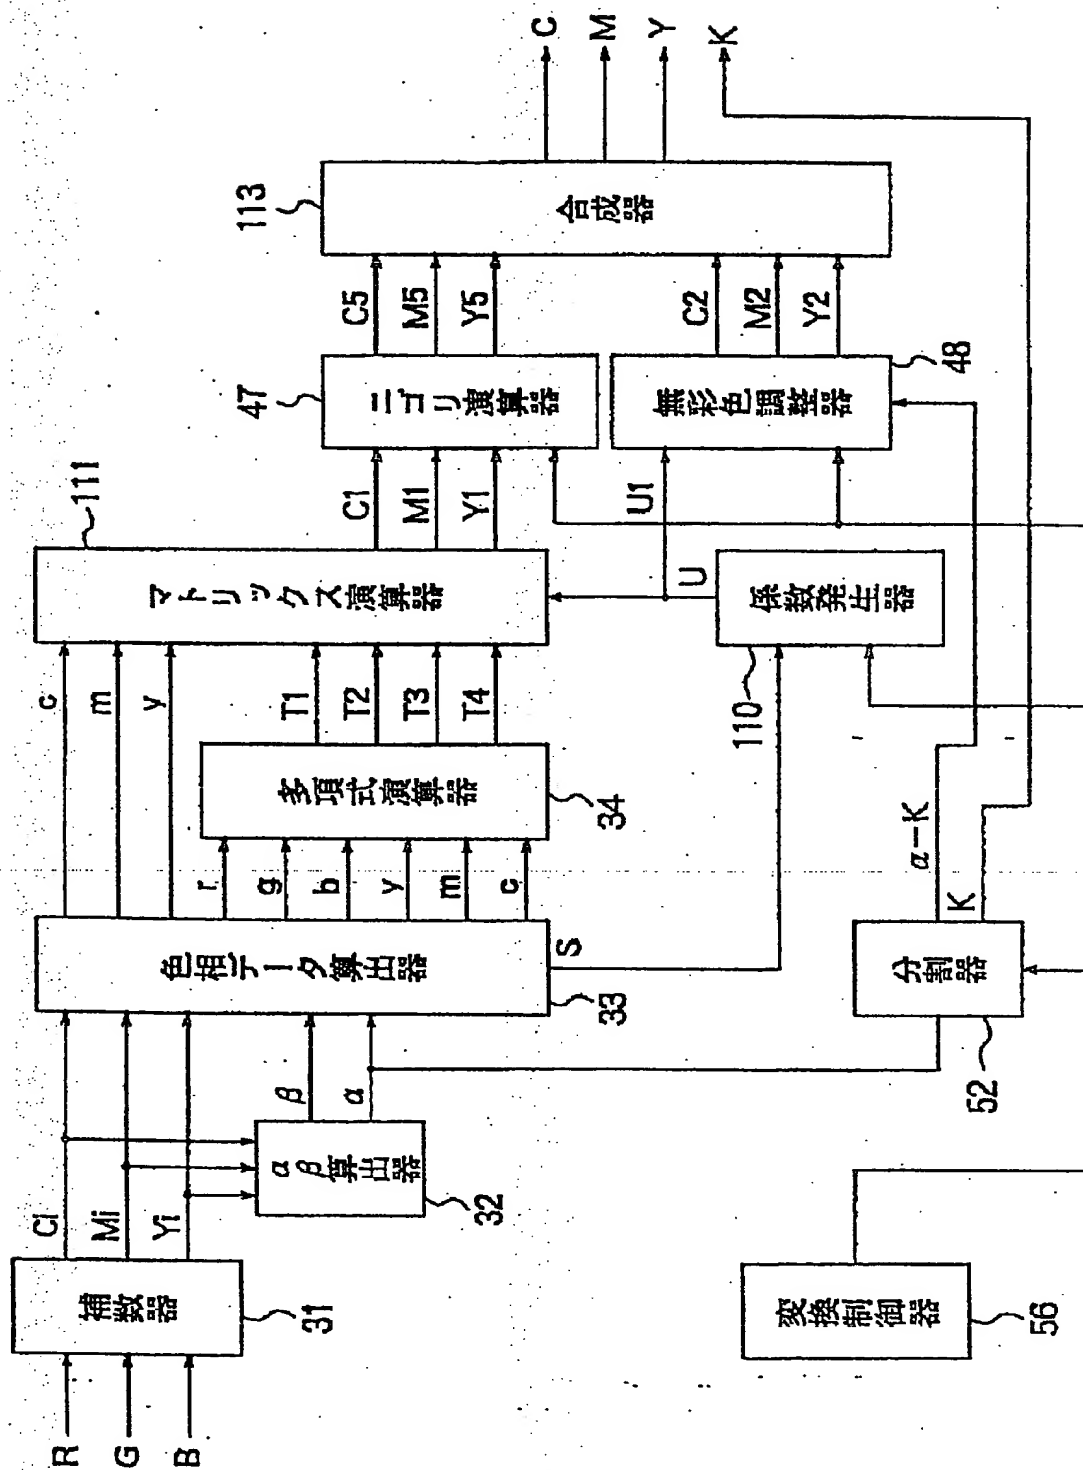 R
G
B
補数器
31
Ci
Mi
Yi
αβ算出器
32
β
α
色相データ算出器
33
S
c
m
y
r
g
b
y
m
c
多項式演算器
34
T1
T2
T3
T4
マトリックス演算器
111
係数発生器
110
U
U1
C1
M1
Y1
ニゴリ演算器
47
無彩色調整器
48
C5
M5
Y5
C2
M2
Y2
合成器
113
C
M
Y
K
分割器
52
α−K
K
変換制御器
56